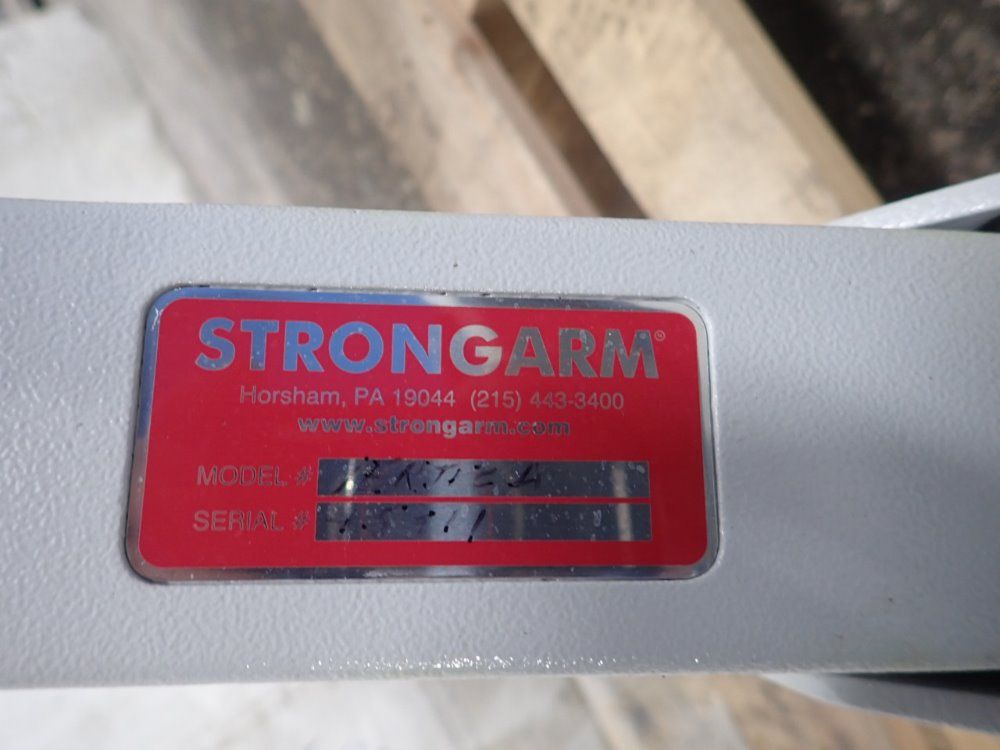 STRONGARM®
Horsham, PA 19044 (215) 443-3400
www.strongarm.com
MODEL #
SERIAL #